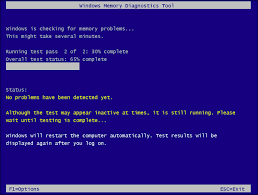 Windows Memory Diagnostics Tool
Windows is checking for memory problems...
This might take several minutes.
Running test pass 2 of 2: 30% complete
Overall test status: 65% complete
Status:
No problems have been detected yet.
Although the test may appear inactive at times, it is still running. Please
wait until testing is complete...
Windows will restart the computer automatically. Test results will be
displayed again after you log on.
F1=Options
ESC=Exit